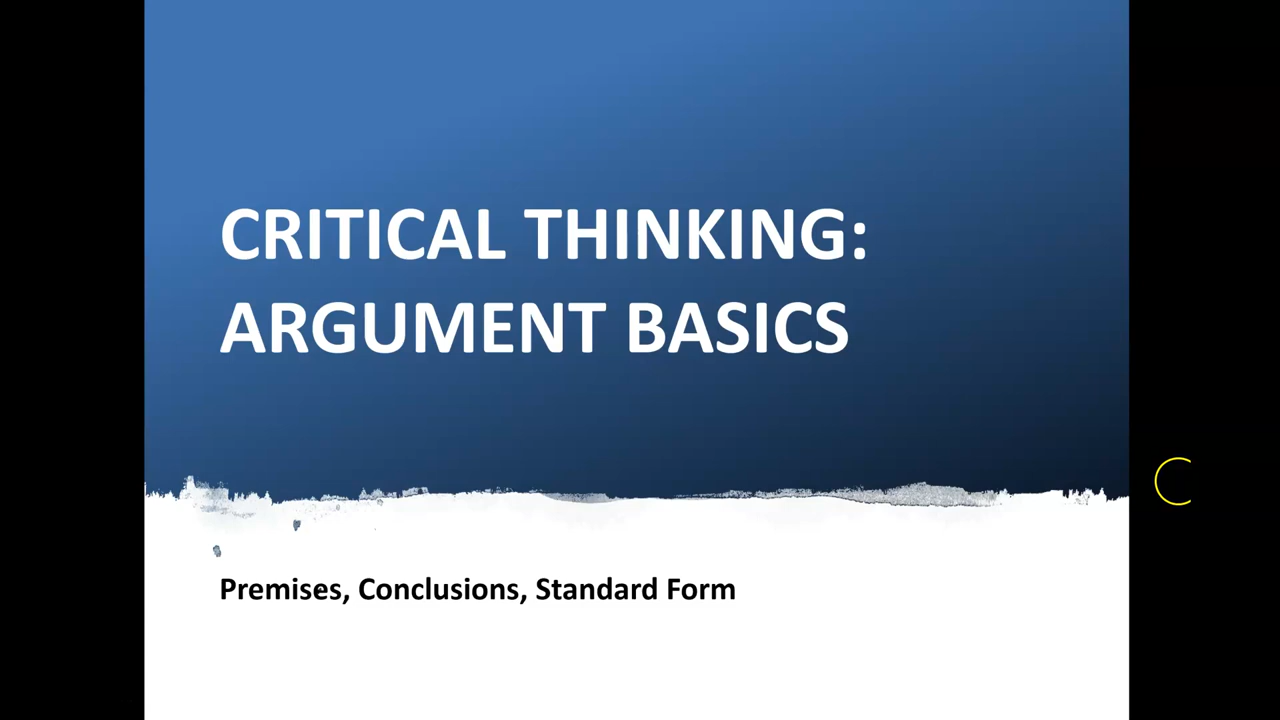 CRITICAL THINKING:
ARGUMENT BASICS
Premises, Conclusions, Standard Form